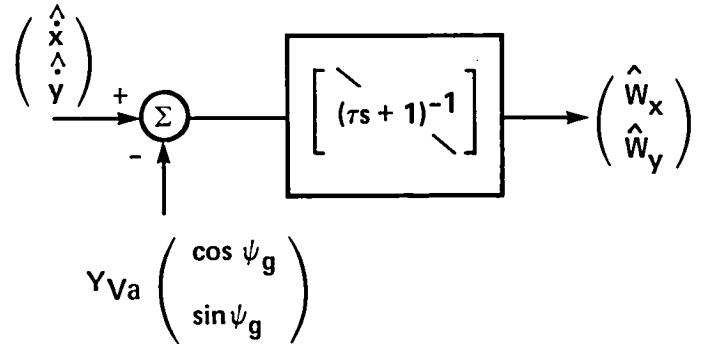 ( ẋ̂ )
( ẏ̂ )
+
Σ
-
[ (τs + 1)⁻¹ ]
( Ŵx )
( Ŵy )
YVa ( cos ψg )
( sin ψg )